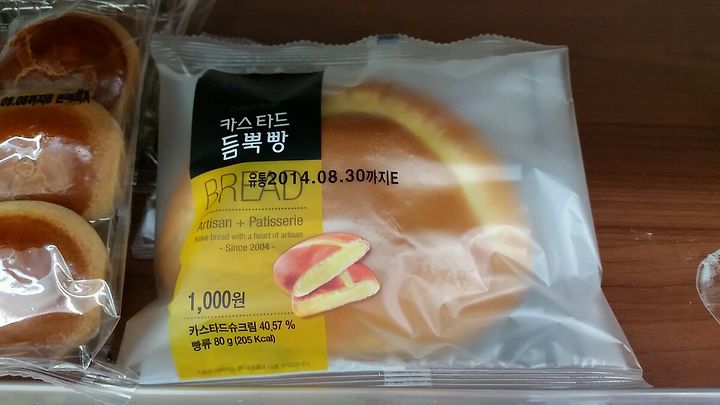 카스타드
듬뿍빵
유통2014.08.30까지E
BREAD
Artisan + Patisserie
Bake bread with a heart of artisan
- Since 2004 -
1,000원
카스타드슈크림 40.57 %
빵류 80 g (205 Kcal)